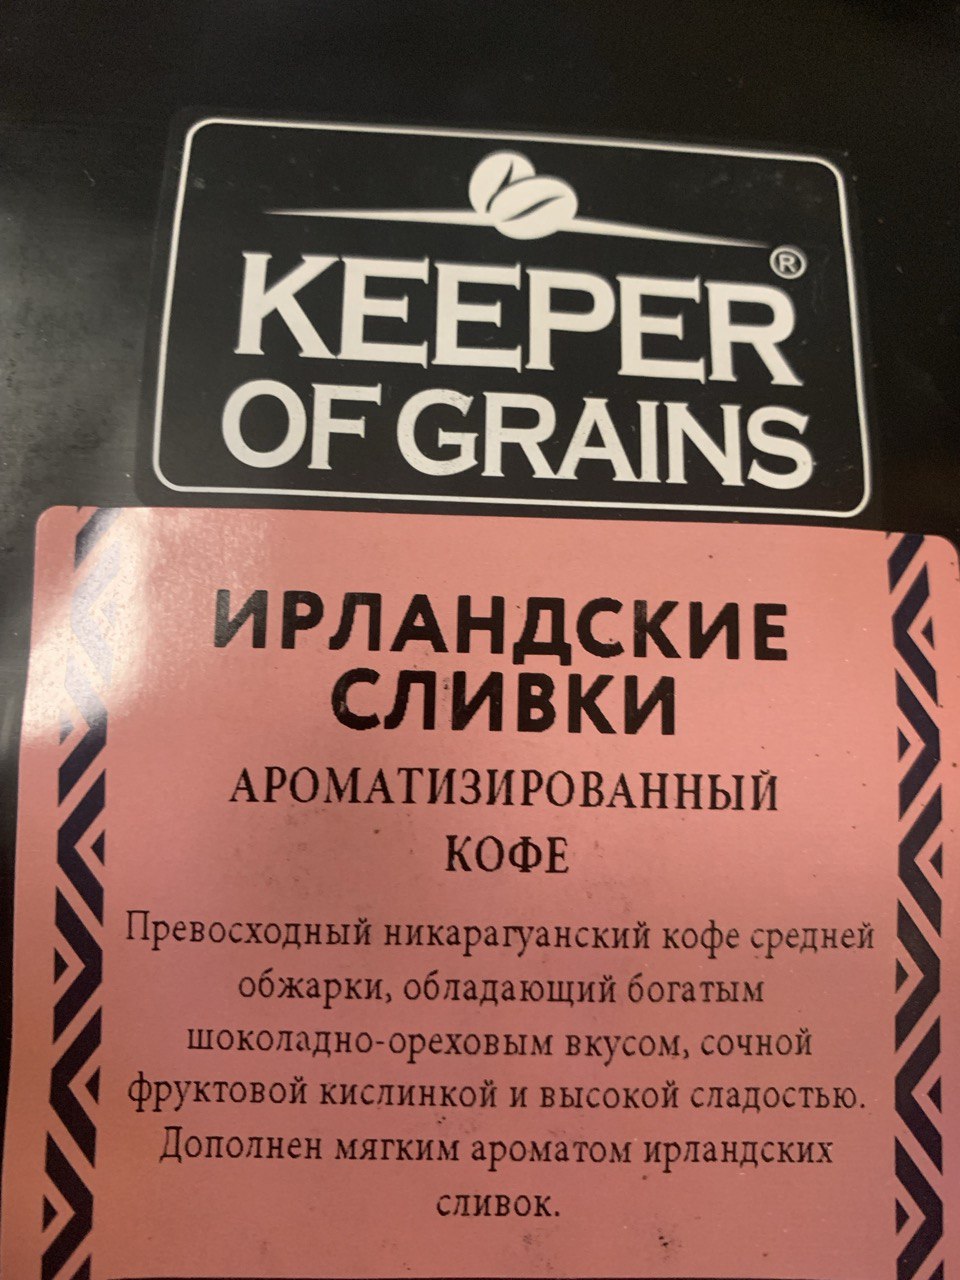 KEEPER®
OF GRAINS
ИРЛАНДСКИЕ
СЛИВКИ
АРОМАТИЗИРОВАННЫЙ
КОФЕ
Превосходный никарагуанский кофе средней
обжарки, обладающий богатым
шоколадно-ореховым вкусом, сочной
фруктовой кислинкой и высокой сладостью.
Дополнен мягким ароматом ирландских
сливок.